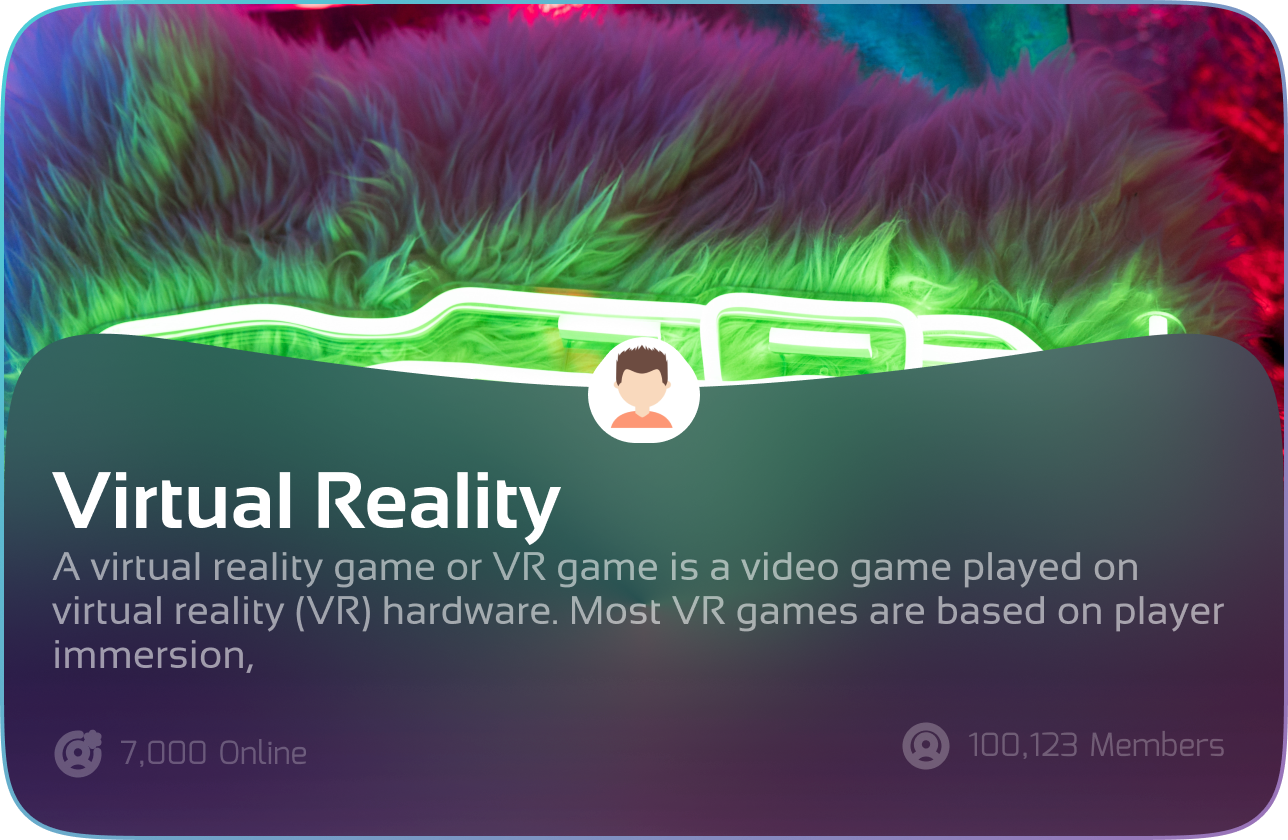 Virtual Reality
A virtual reality game or VR game is a video game played on
virtual reality (VR) hardware. Most VR games are based on player
immersion,
7,000 Online
100,123 Members